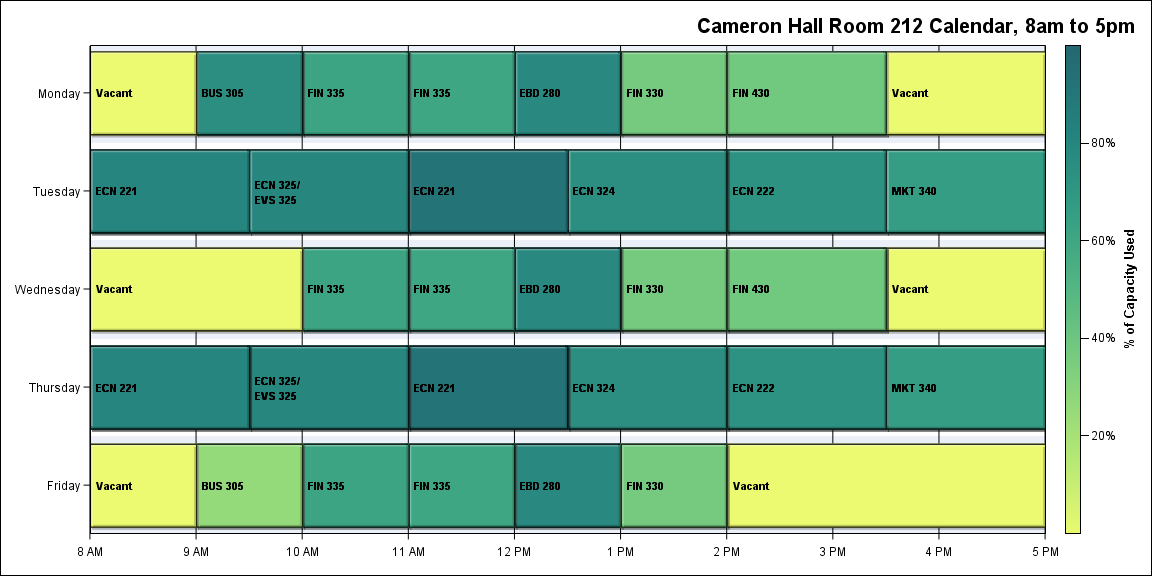 Cameron Hall Room 212 Calendar, 8am to 5pm
Monday
Vacant
BUS 305
FIN 335
FIN 335
EBD 280
FIN 330
FIN 430
Vacant
Tuesday
ECN 221
ECN 325/
EVS 325
ECN 221
ECN 324
ECN 222
MKT 340
Wednesday
Vacant
FIN 335
FIN 335
EBD 280
FIN 330
FIN 430
Vacant
Thursday
ECN 221
ECN 325/
EVS 325
ECN 221
ECN 324
ECN 222
MKT 340
Friday
Vacant
BUS 305
FIN 335
FIN 335
EBD 280
FIN 330
Vacant
8 AM
9 AM
10 AM
11 AM
12 PM
1 PM
2 PM
3 PM
4 PM
5 PM
80%
60%
40%
20%
% of Capacity Used